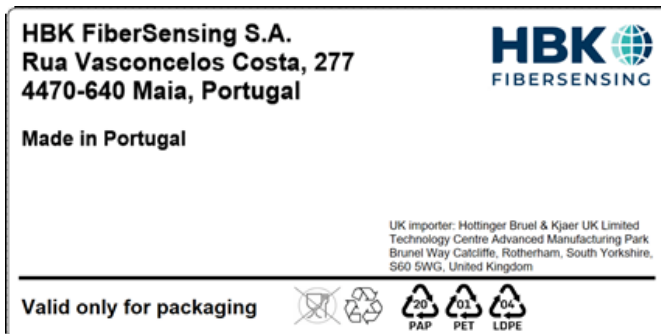 HBK FiberSensing S.A.
Rua Vasconcelos Costa, 277
4470-640 Maia, Portugal
HBK
FIBERSENSING
Made in Portugal
UK importer: Hottinger Bruel & Kjaer UK Limited
Technology Centre Advanced Manufacturing Park
Brunel Way Catcliffe, Rotherham, South Yorkshire,
S60 5WG, United Kingdom
Valid only for packaging
20 01 04
PAP PET LDPE